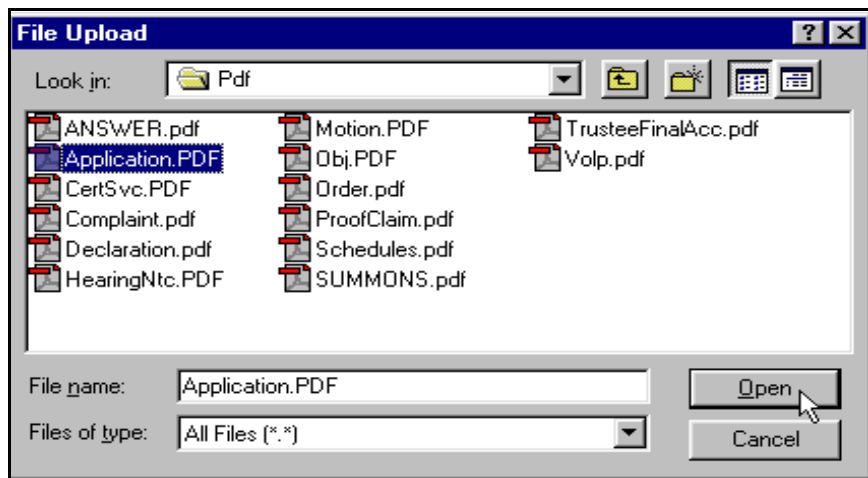 File Upload
Look in: Pdf
ANSWER.pdf Motion.PDF TrusteeFinalAcc.pdf
Application.PDF Obj.PDF Volp.pdf
CertSvc.PDF Order.pdf
Complaint.pdf ProofClaim.pdf
Declaration.pdf Schedules.pdf
HearingNtc.PDF SUMMONS.pdf
File name: Application.PDF Open
Files of type: All Files (*.*) Cancel